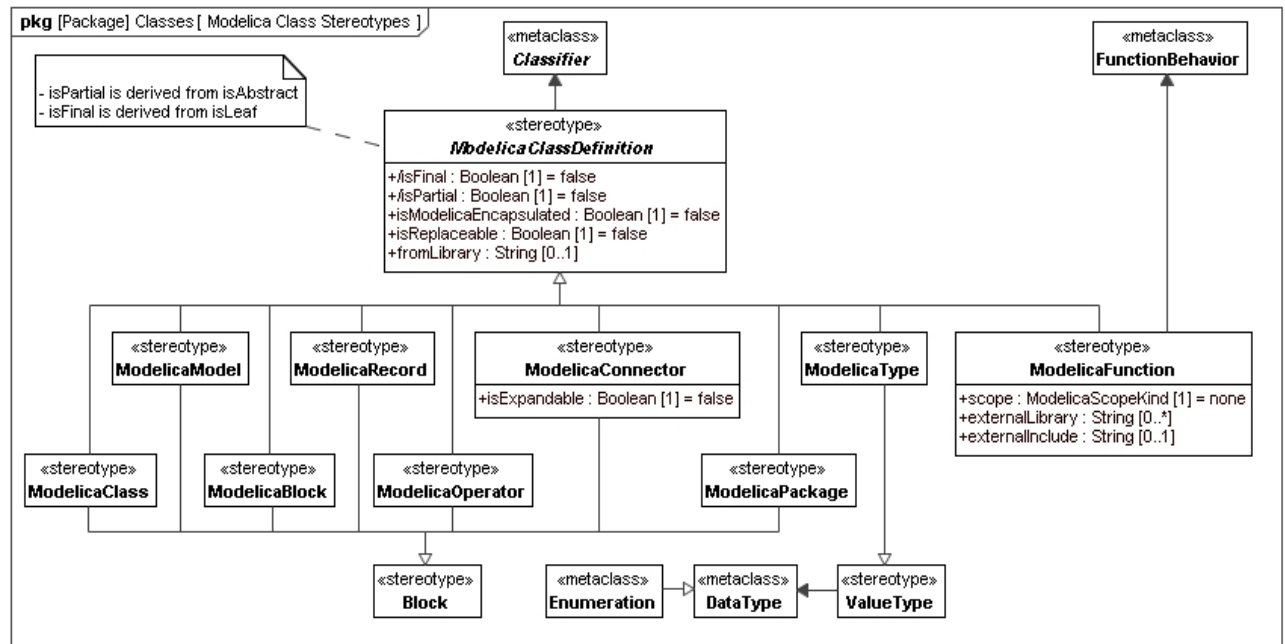 pkg [Package] Classes [ Modelica Class Stereotypes ]
«metaclass»
Classifier
«metaclass»
FunctionBehavior
- isPartial is derived from isAbstract
- isFinal is derived from isLeaf
«stereotype»
ModelicaClassDefinition
+/isFinal : Boolean [1] = false
+/isPartial : Boolean [1] = false
+isModelicaEncapsulated : Boolean [1] = false
+isReplaceable : Boolean [1] = false
+fromLibrary : String [0..1]
«stereotype»
ModelicaModel
«stereotype»
ModelicaRecord
«stereotype»
ModelicaConnector
+isExpandable : Boolean [1] = false
«stereotype»
ModelicaType
«stereotype»
ModelicaFunction
+scope : ModelicaScopeKind [1] = none
+externalLibrary : String [0..*]
+externalInclude : String [0..1]
«stereotype»
ModelicaClass
«stereotype»
ModelicaBlock
«stereotype»
ModelicaOperator
«stereotype»
ModelicaPackage
«stereotype»
Block
«metaclass»
Enumeration
«metaclass»
DataType
«stereotype»
ValueType